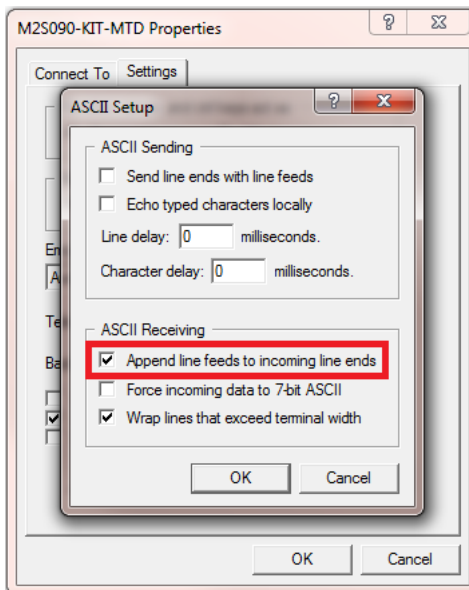 M2S090-KIT-MTD Properties
Connect To Settings
ASCII Setup
ASCII Sending
Send line ends with line feeds
Echo typed characters locally
Line delay: 0 milliseconds.
Character delay: 0 milliseconds.
ASCII Receiving
Append line feeds to incoming line ends
Force incoming data to 7-bit ASCII
Wrap lines that exceed terminal width
OK Cancel
OK Cancel